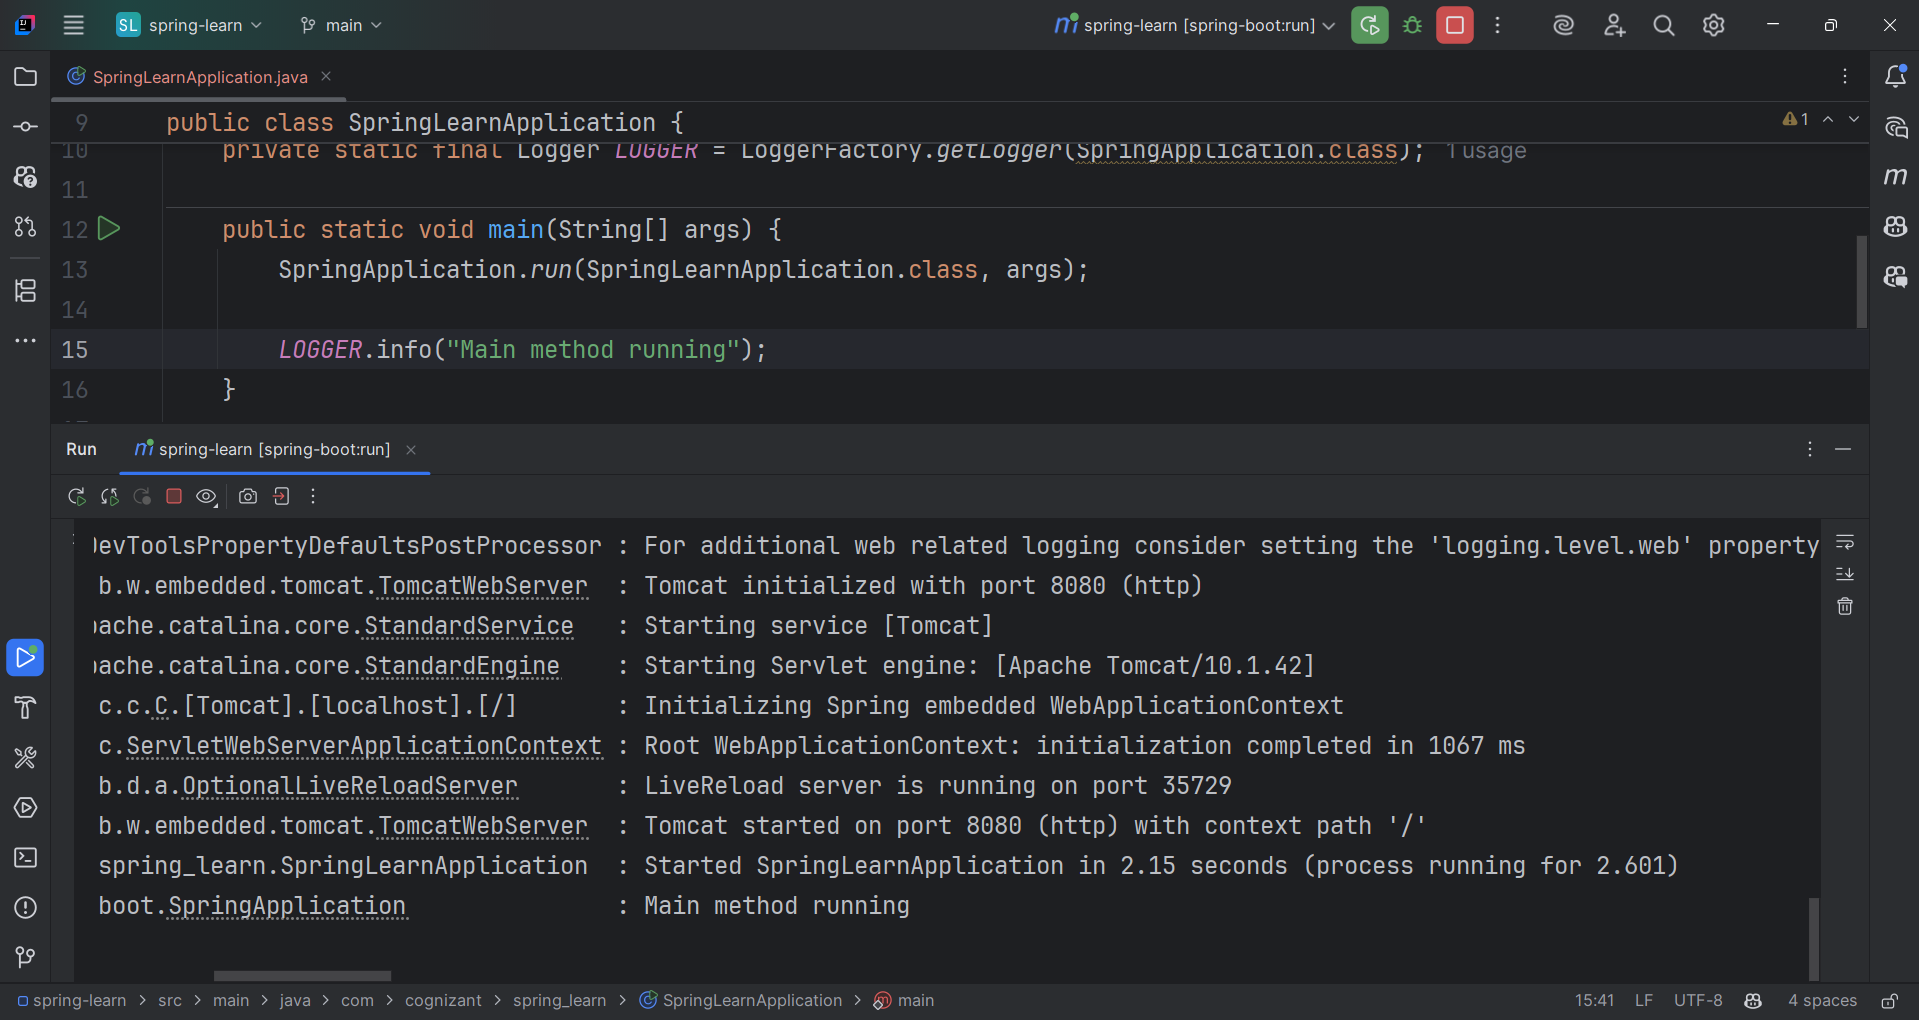 SL spring-learn main spring-learn [spring-boot:run]
SpringLearnApplication.java
9 public class SpringLearnApplication { 1
10 private static final Logger LOGGER = LoggerFactory.getLogger(SpringApplication.class); 1 usage
11
12 public static void main(String[] args) {
13 SpringApplication.run(SpringLearnApplication.class, args);
14
15 LOGGER.info("Main method running");
16 }
Run spring-learn [spring-boot:run]
DevToolsPropertyDefaultsPostProcessor : For additional web related logging consider setting the 'logging.level.web' property
b.w.embedded.tomcat.TomcatWebServer : Tomcat initialized with port 8080 (http)
pache.catalina.core.StandardService : Starting service [Tomcat]
pache.catalina.core.StandardEngine : Starting Servlet engine: [Apache Tomcat/10.1.42]
c.c.C.[Tomcat].[localhost].[/] : Initializing Spring embedded WebApplicationContext
c.ServletWebServerApplicationContext : Root WebApplicationContext: initialization completed in 1067 ms
b.d.a.OptionalLiveReloadServer : LiveReload server is running on port 35729
b.w.embedded.tomcat.TomcatWebServer : Tomcat started on port 8080 (http) with context path '/'
spring_learn.SpringLearnApplication : Started SpringLearnApplication in 2.15 seconds (process running for 2.601)
boot.SpringApplication : Main method running
spring-learn > src > main > java > com > cognizant > spring_learn > SpringLearnApplication > main 15:41 LF UTF-8 4 spaces